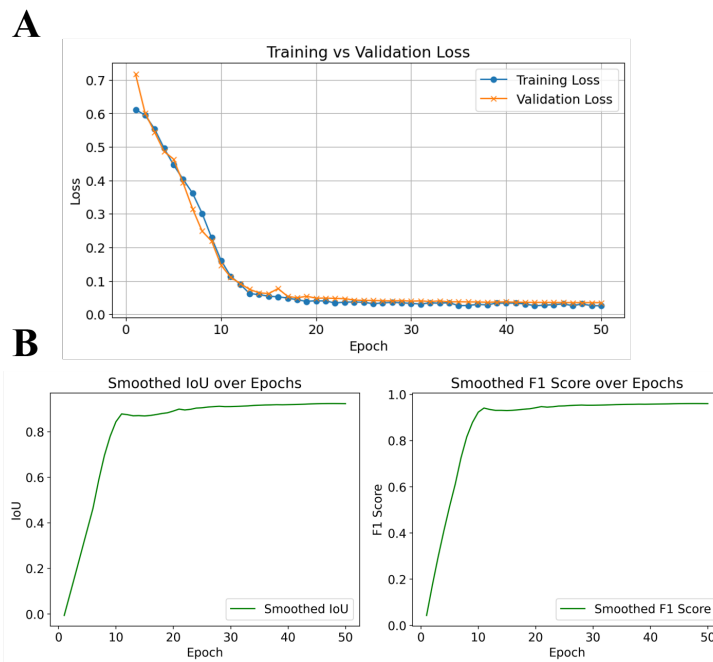 A
Training vs Validation Loss
Training Loss
Validation Loss
0.7
0.6
0.5
0.4
0.3
0.2
0.1
0.0
Loss
0 10 20 30 40 50
Epoch
B
Smoothed IoU over Epochs
0.8
0.6
0.4
0.2
0.0
IoU
Smoothed IoU
0 10 20 30 40 50
Epoch
Smoothed F1 Score over Epochs
1.0
0.8
0.6
0.4
0.2
0.0
F1 Score
Smoothed F1 Score
0 10 20 30 40 50
Epoch